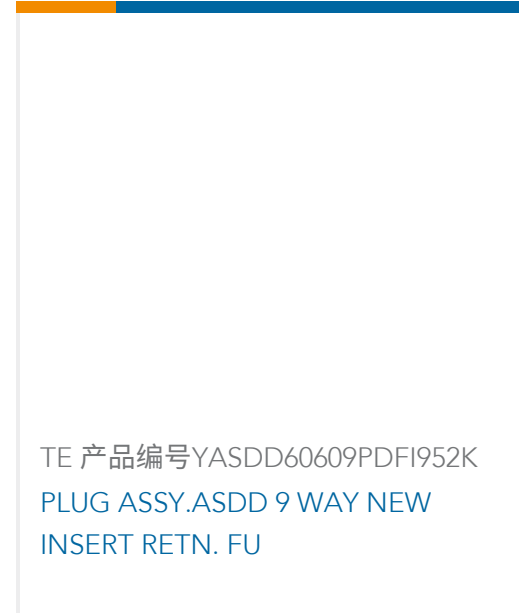 TE 产品编号YASDD60609PDFI952K
PLUG ASSY.ASDD 9 WAY NEW
INSERT RETN. FU